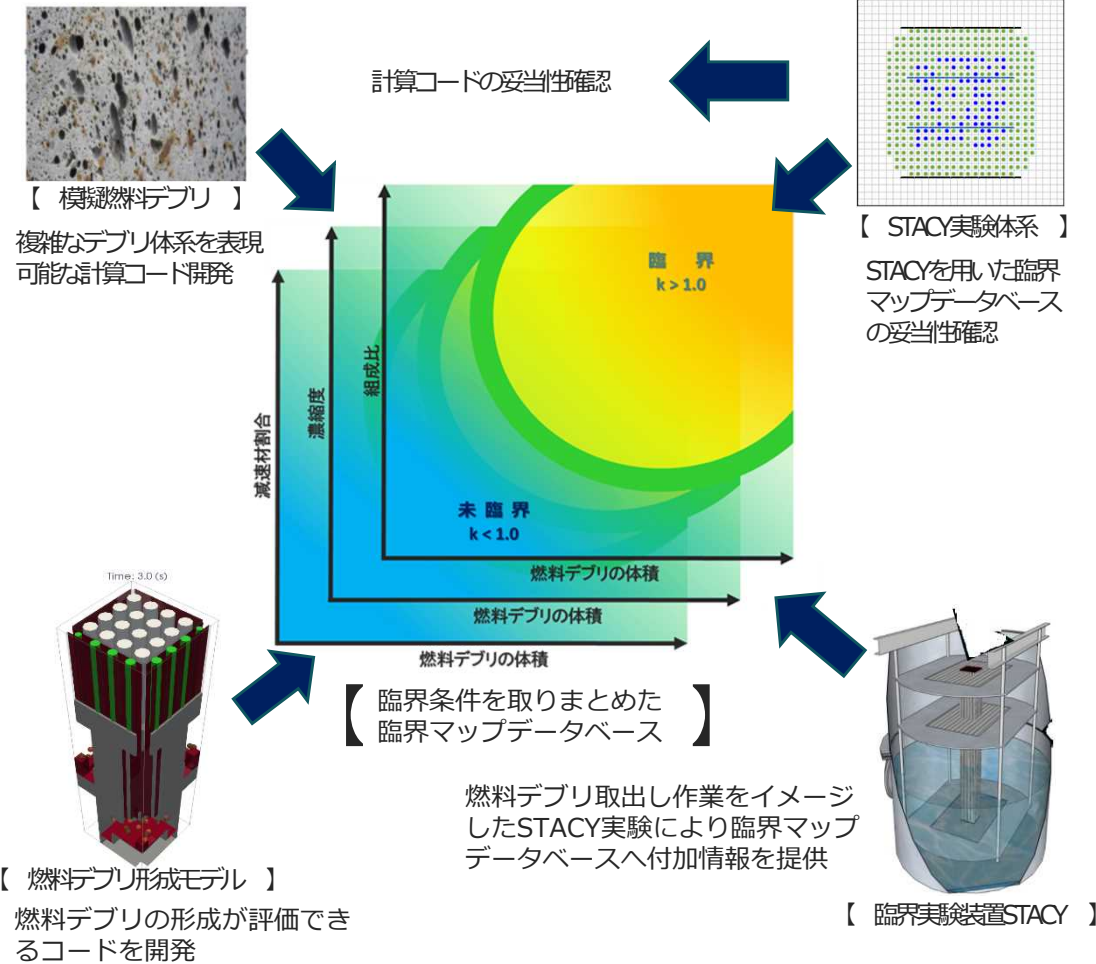 計算コードの妥当性確認
【 模擬燃料デブリ 】
複雑なデブリ体系を表現
可能な計算コード開発
【 STACY実験体系 】
STACYを用いた臨界
マップデータベース
の妥当性確認
臨 界
k > 1.0
組成比
濃縮度
減速材割合
未 臨 界
k < 1.0
燃料デブリの体積
燃料デブリの体積
燃料デブリの体積
【 臨界条件を取りまとめた
臨界マップデータベース 】
Time: 3.0 (s)
【 燃料デブリ形成モデル 】
燃料デブリの形成が評価でき
るコードを開発
燃料デブリ取出し作業をイメージ
したSTACY実験により臨界マップ
データベースへ付加情報を提供
【 臨界実験装置STACY 】